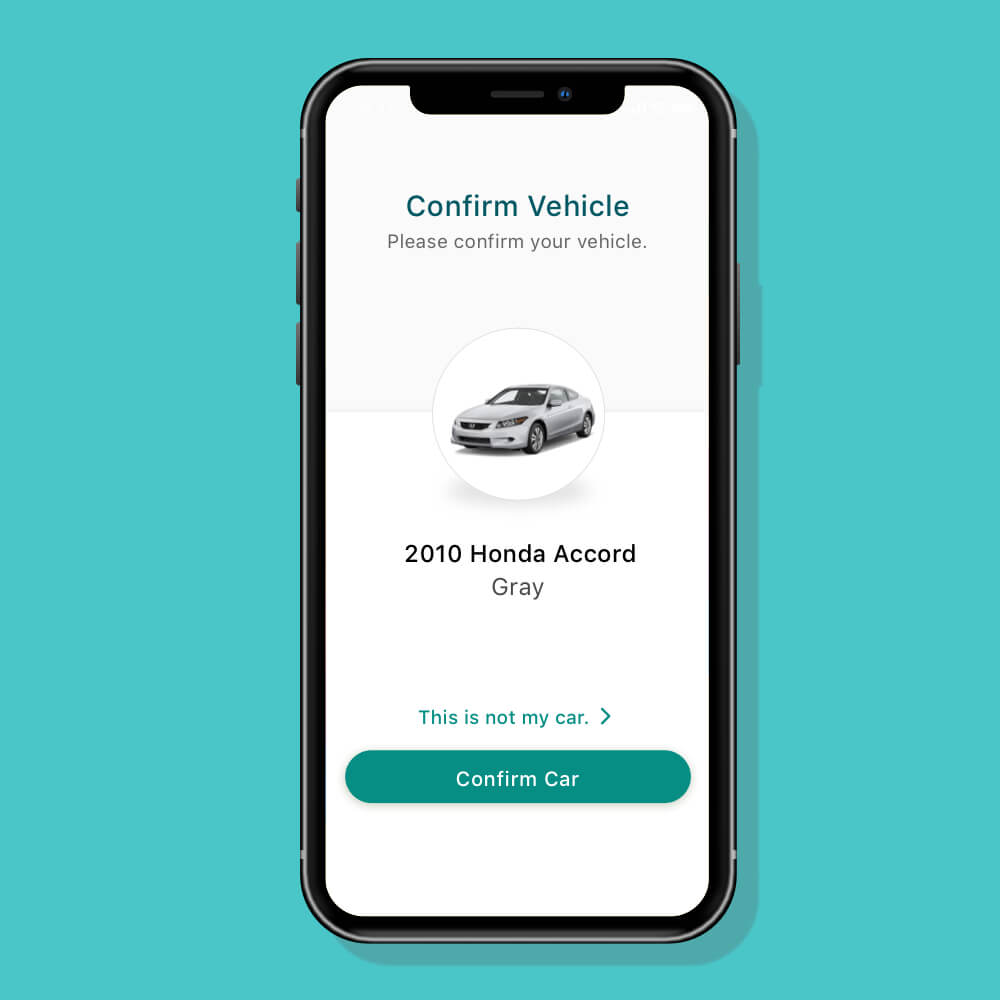 Confirm Vehicle
Please confirm your vehicle.
2010 Honda Accord
Gray
This is not my car.
Confirm Car